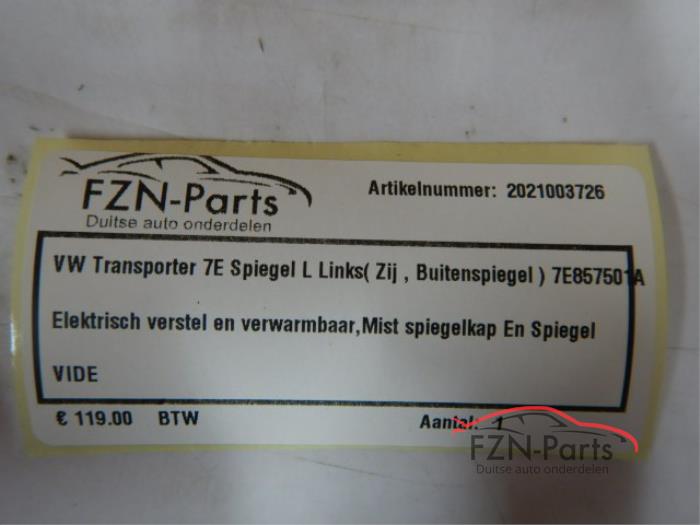 FZN-Parts
Duitse auto onderdelen
Artikelnummer: 2021003726
VW Transporter 7E Spiegel L Links( Zij , Buitenspiegel ) 7E857501A
Elektrisch verstel en verwarmbaar,Mist spiegelkap En Spiegel
VIDE
€ 119.00 BTW
Aantal: 1
FZN-Parts
Duitse auto onderdelen